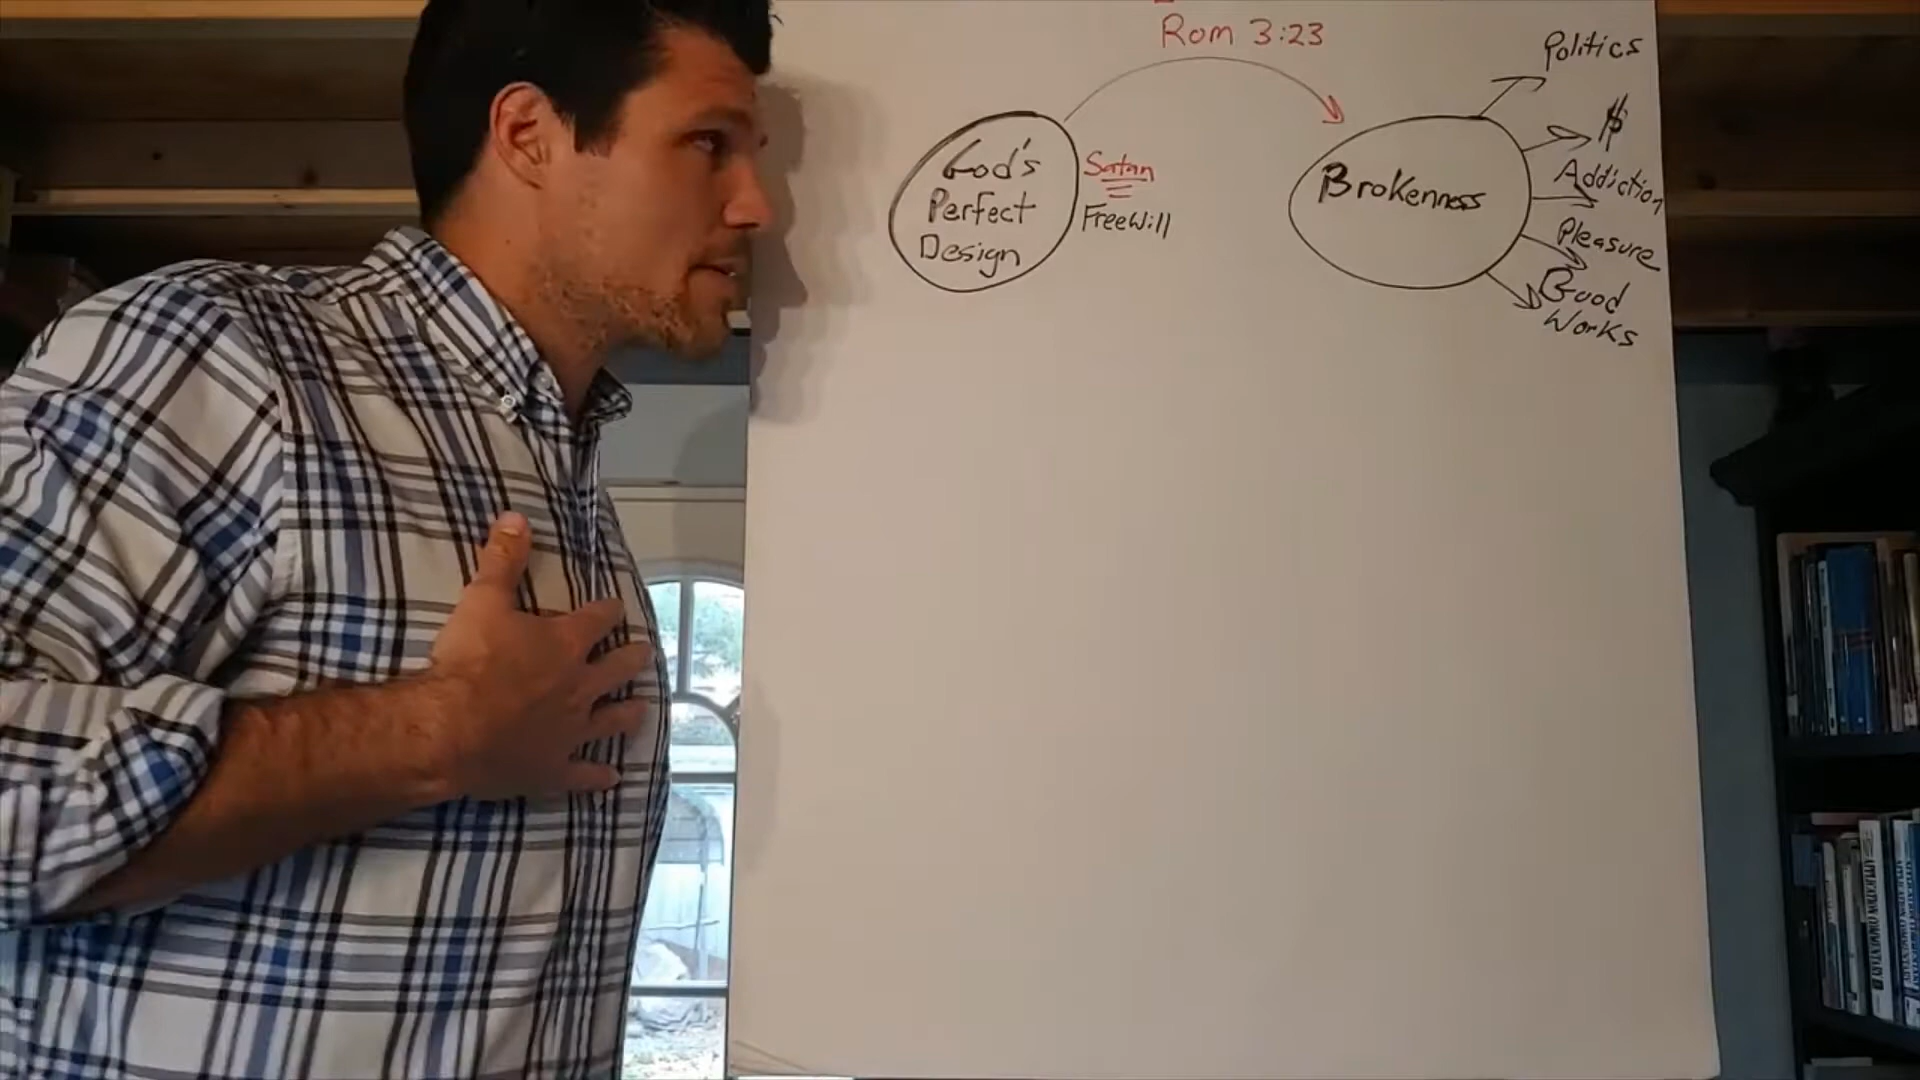 Rom 3:23
God's
Perfect
Design
Satan
FreeWill
Brokenness
Politics
$
Addiction
Pleasure
Good
Works